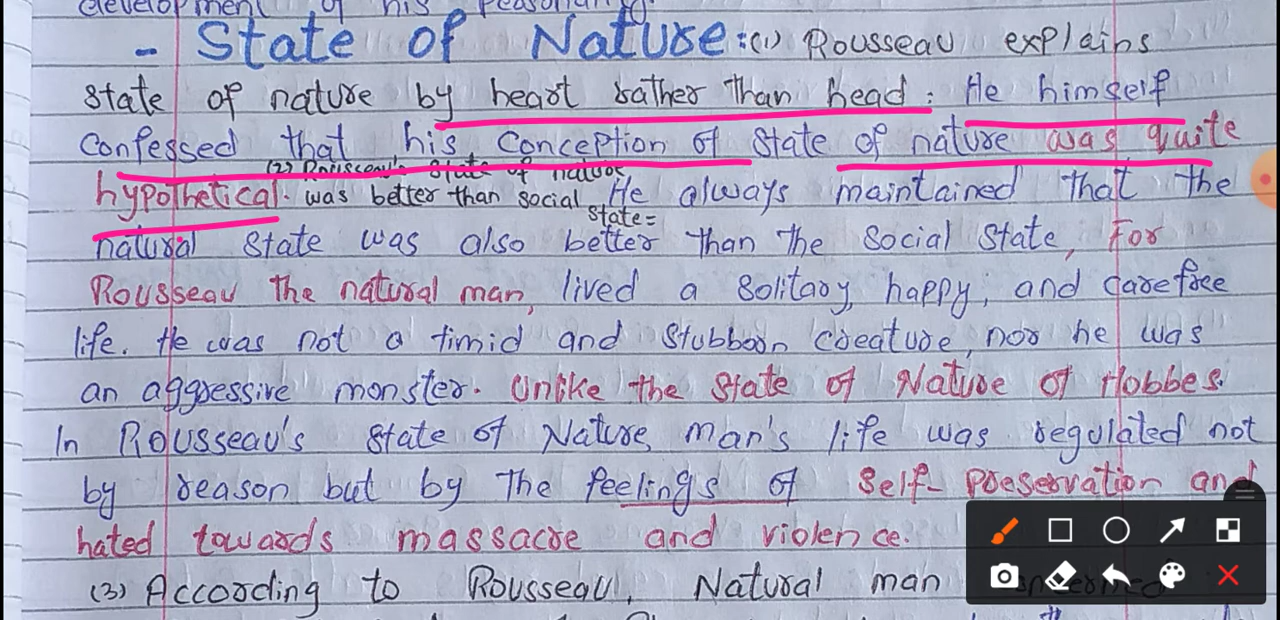 development of his
- State of Nature:(1) Rousseau explains
state of nature by heart rather than head. He himself
confessed that his conception of state of nature was quite
(2) Rousseau's state of nature
hypothetical. was better than social He always maintained that the
state=
natural state was also better than the social state, For
Rousseau the natural man, lived a solitary, happy, and carefree
life. He was not a timid and stubborn creature, nor he was
an aggressive monster. Unlike the State of Nature of Hobbes.
In Rousseau's state of Nature, man's life was regulated not
by reason but by the feelings of self-preservation and
hated towards massacre and violence.
(3) According to Rousseau, Natural man